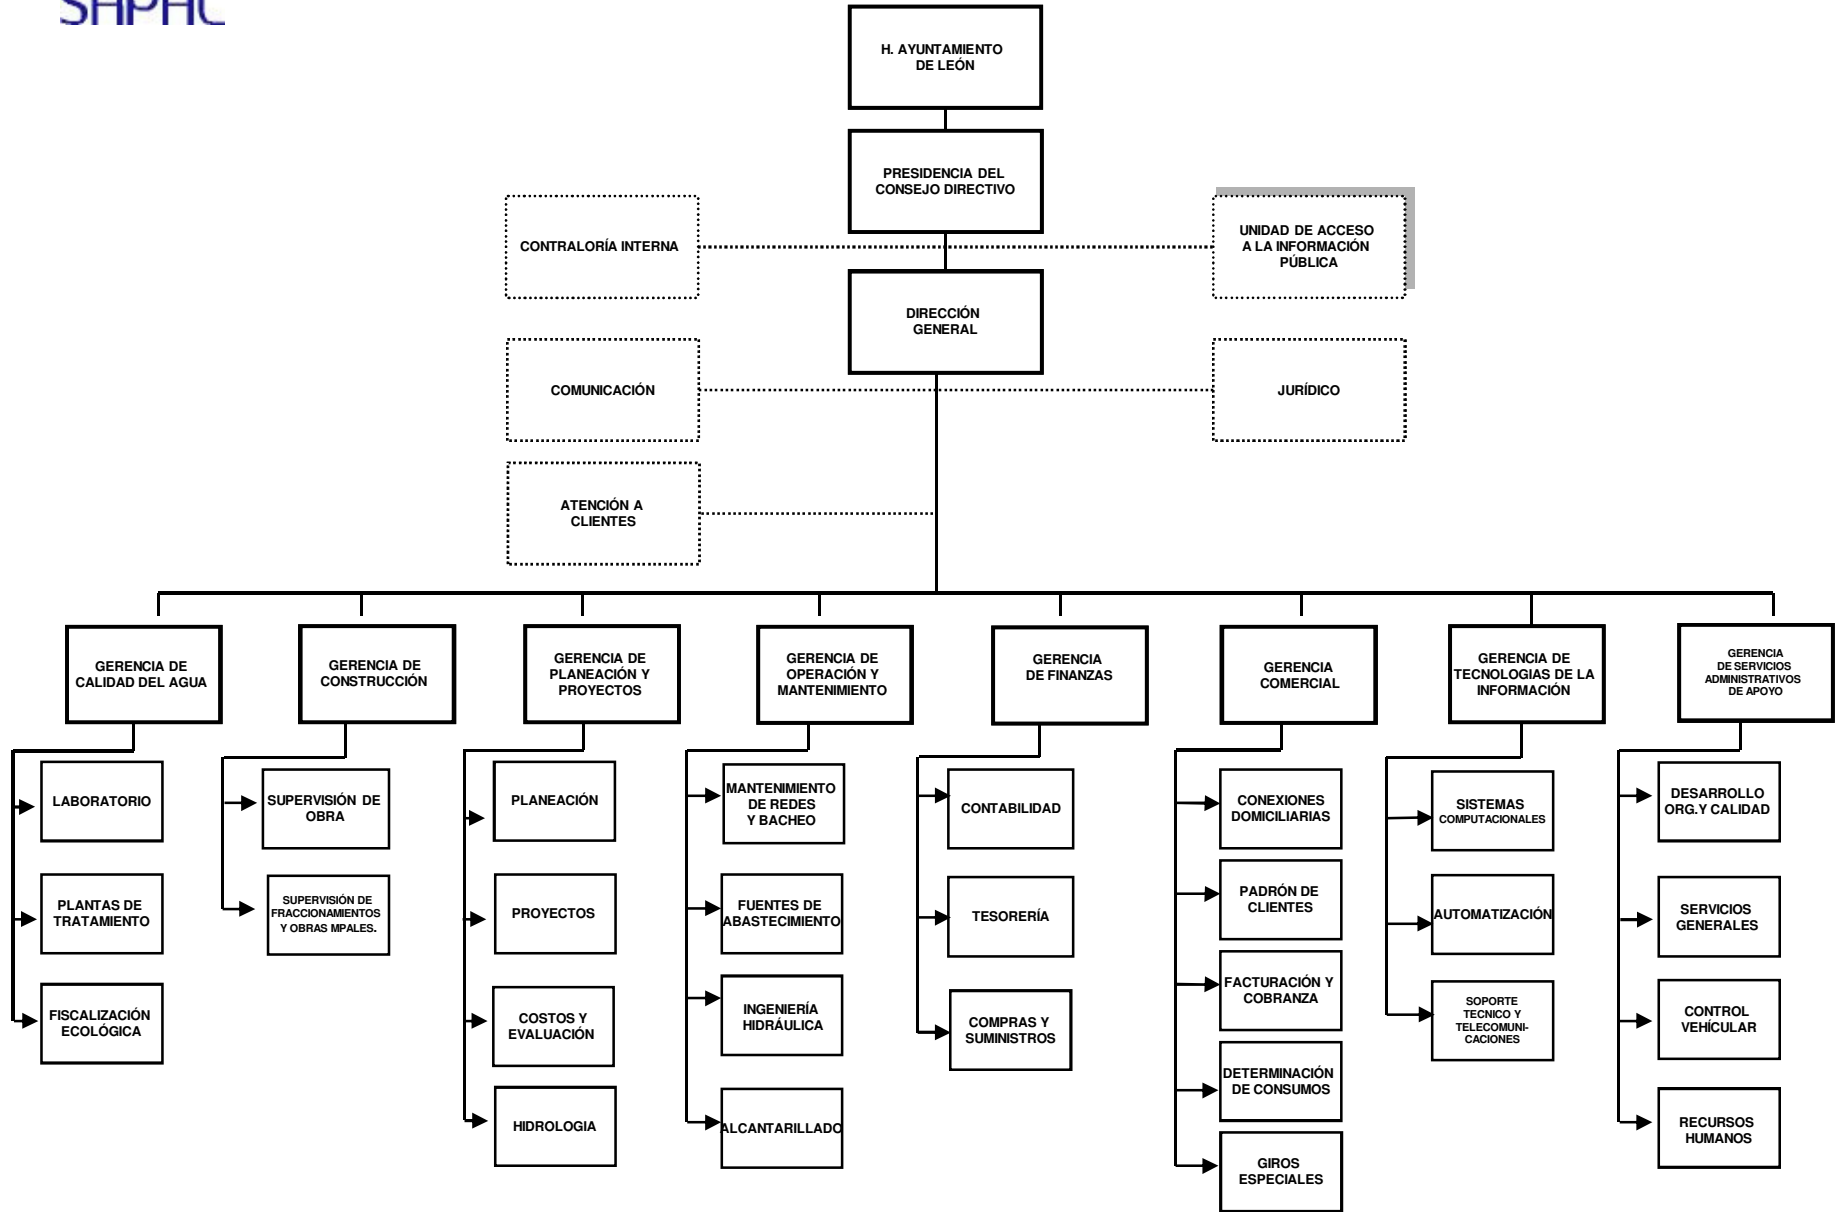 SAPAL
H. AYUNTAMIENTO
DE LEÓN
PRESIDENCIA DEL
CONSEJO DIRECTIVO
CONTRALORÍA INTERNA
UNIDAD DE ACCESO
A LA INFORMACIÓN
PÚBLICA
DIRECCIÓN
GENERAL
COMUNICACIÓN
JURÍDICO
ATENCIÓN A
CLIENTES
GERENCIA DE
CALIDAD DEL AGUA
LABORATORIO
PLANTAS DE
TRATAMIENTO
FISCALIZACIÓN
ECOLÓGICA
GERENCIA DE
CONSTRUCCIÓN
SUPERVISIÓN DE
OBRA
SUPERVISIÓN DE
FRACCIONAMIENTOS
Y OBRAS MPALES.
GERENCIA DE
PLANEACIÓN Y
PROYECTOS
PLANEACIÓN
PROYECTOS
COSTOS Y
EVALUACIÓN
HIDROLOGIA
GERENCIA DE
OPERACIÓN Y
MANTENIMIENTO
MANTENIMIENTO
DE REDES
Y BACHEO
FUENTES DE
ABASTECIMIENTO
INGENIERÍA
HIDRÁULICA
ALCANTARILLADO
GERENCIA
DE FINANZAS
CONTABILIDAD
TESORERÍA
COMPRAS Y
SUMINISTROS
GERENCIA
COMERCIAL
CONEXIONES
DOMICILIARIAS
PADRÓN DE
CLIENTES
FACTURACIÓN Y
COBRANZA
DETERMINACIÓN
DE CONSUMOS
GIROS
ESPECIALES
GERENCIA DE
TECNOLOGIAS DE LA
INFORMACIÓN
SISTEMAS
COMPUTACIONALES
AUTOMATIZACIÓN
SOPORTE
TECNICO Y
TELECOMUNI-
CACIONES
GERENCIA
DE SERVICIOS
ADMINISTRATIVOS
DE APOYO
DESARROLLO
ORG.Y CALIDAD
SERVICIOS
GENERALES
CONTROL
VEHÍCULAR
RECURSOS
HUMANOS